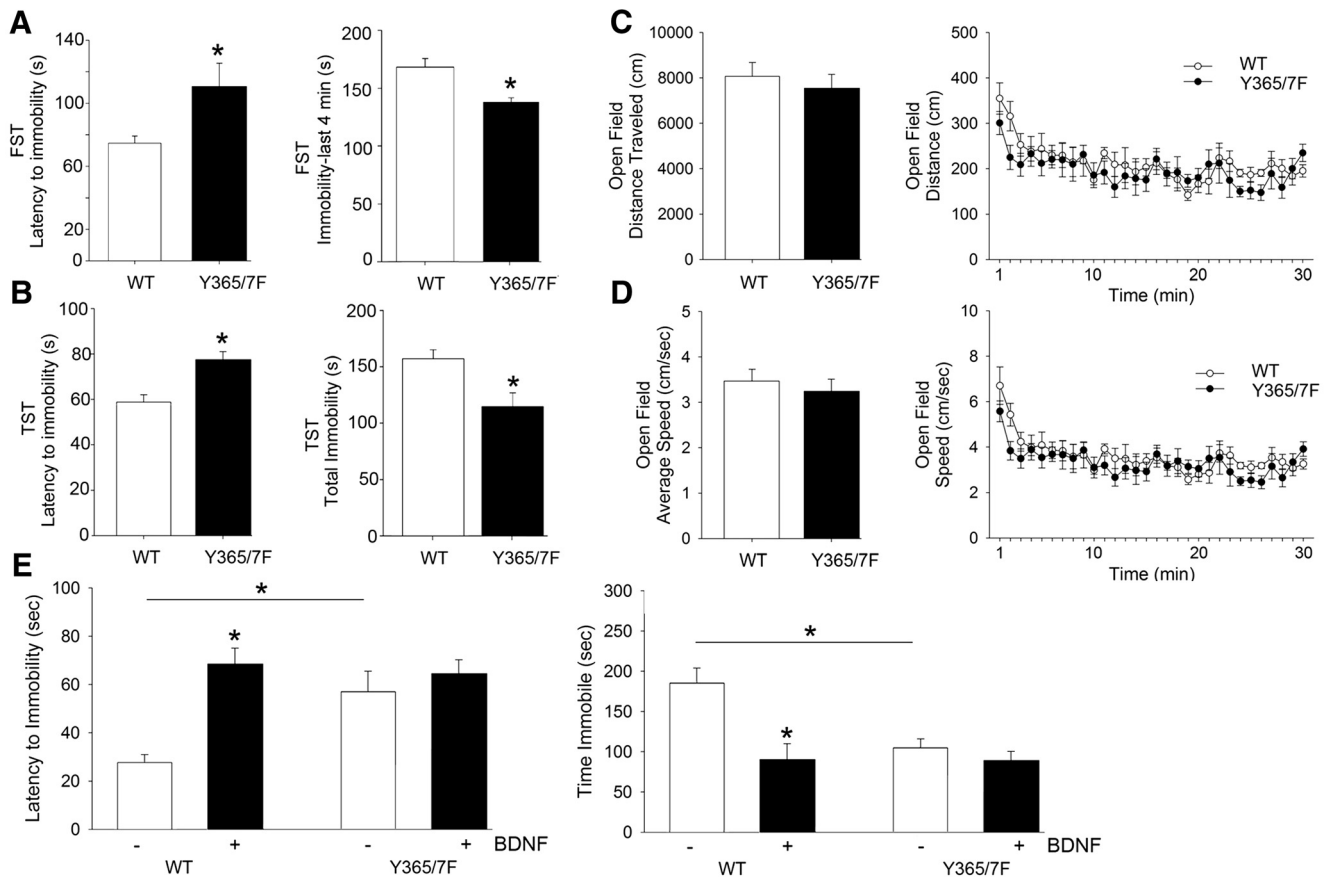 A
FST
Latency to immobility (s)
140
100
60
20
0
*
WT
Y365/7F
FST
Immobility-last 4 min (s)
200
150
100
50
0
*
WT
Y365/7F
B
TST
Latency to immobility (s)
100
80
60
40
20
0
*
WT
Y365/7F
TST
Total Immobility (s)
200
150
100
50
0
*
WT
Y365/7F
C
Open Field
Distance Traveled (cm)
10000
8000
6000
4000
2000
0
WT
Y365/7F
Open Field
Distance (cm)
500
400
300
200
100
0
WT
Y365/7F
1
10
20
30
Time (min)
D
Open Field
Average Speed (cm/sec)
5
4
3
2
1
0
WT
Y365/7F
Open Field
Speed (cm/sec)
10
8
6
4
2
0
WT
Y365/7F
1
10
20
30
Time (min)
E
Latency to Immobility (sec)
100
80
60
40
20
0
*
*
- + - + BDNF
WT
Y365/7F
Time Immobile (sec)
300
250
200
150
100
50
0
*
*
- + - + BDNF
WT
Y365/7F